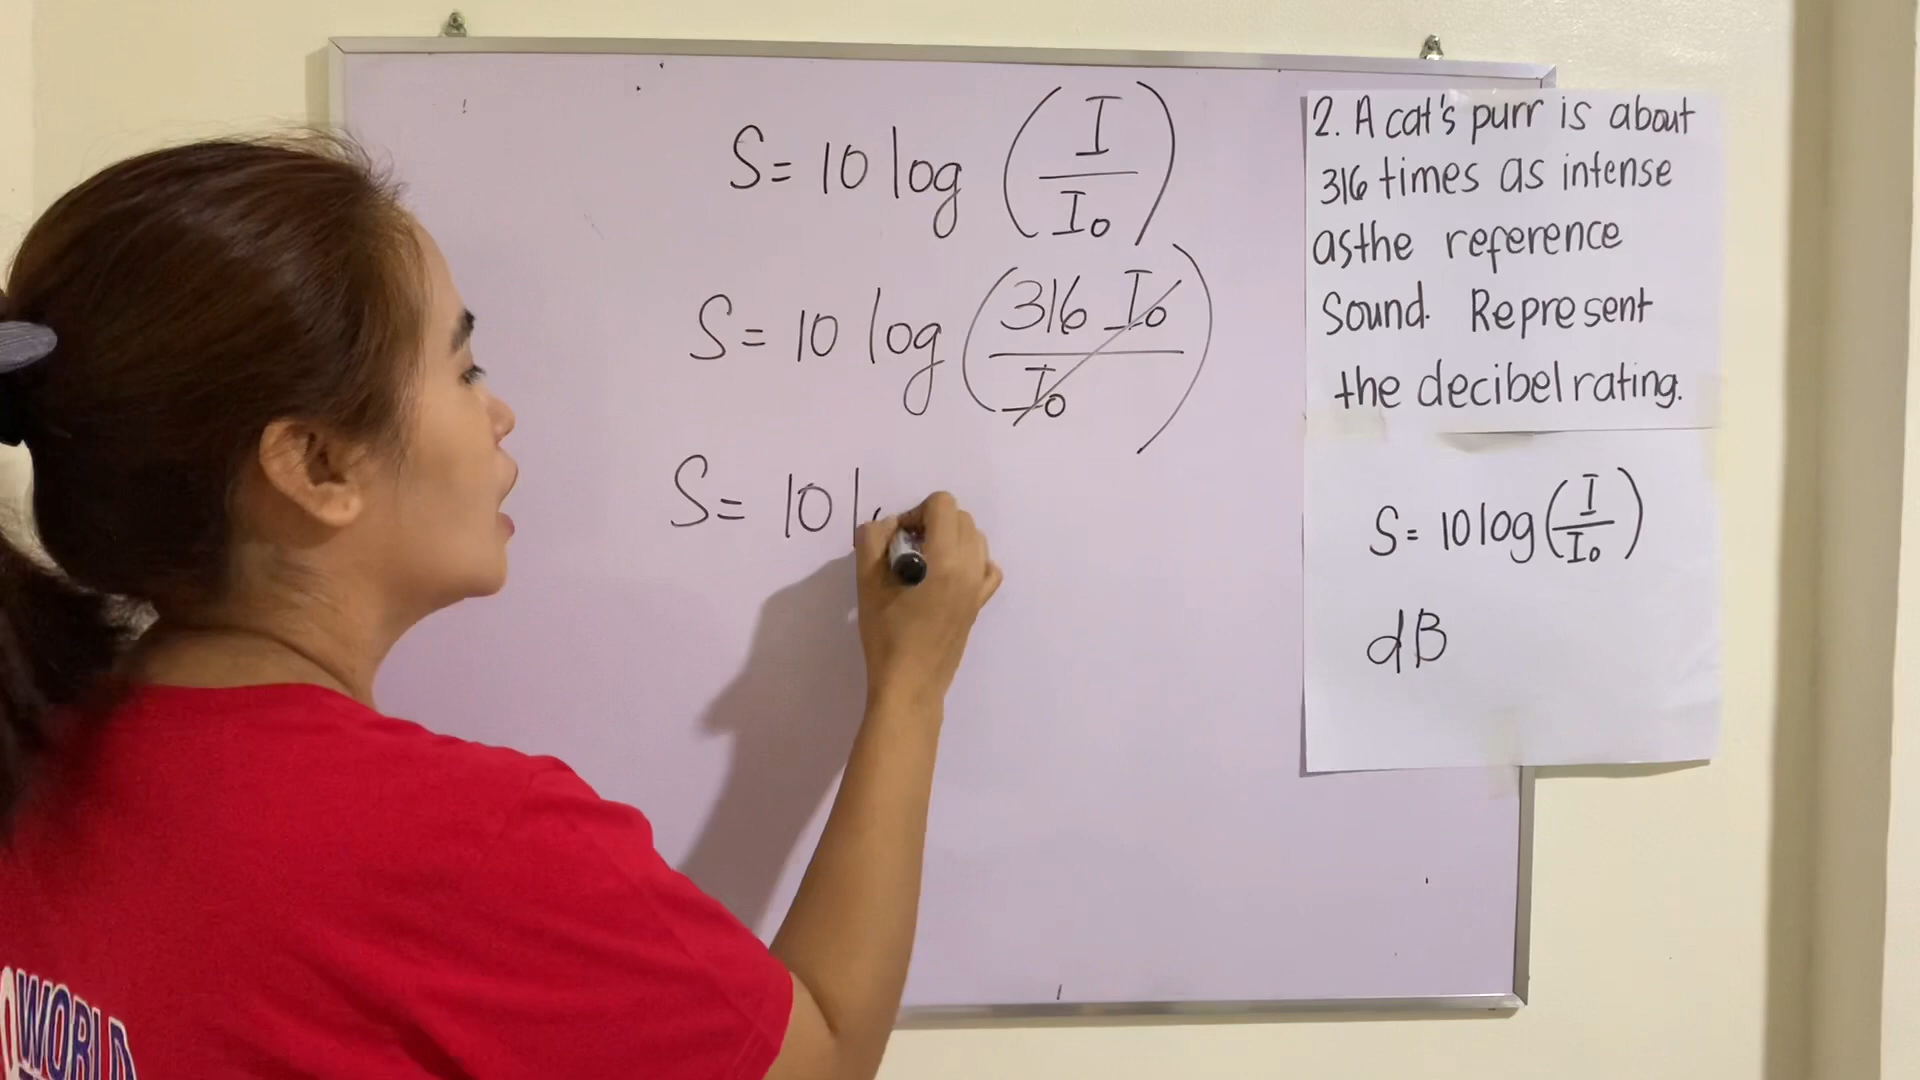 S = 10 log (I/I₀)
S = 10 log (316 I₀/I₀)
S = 10 l
2. A cat's purr is about
316 times as intense
as the reference
Sound. Represent
the decibel rating.
S = 10 log (I/I₀)
dB
WORLD